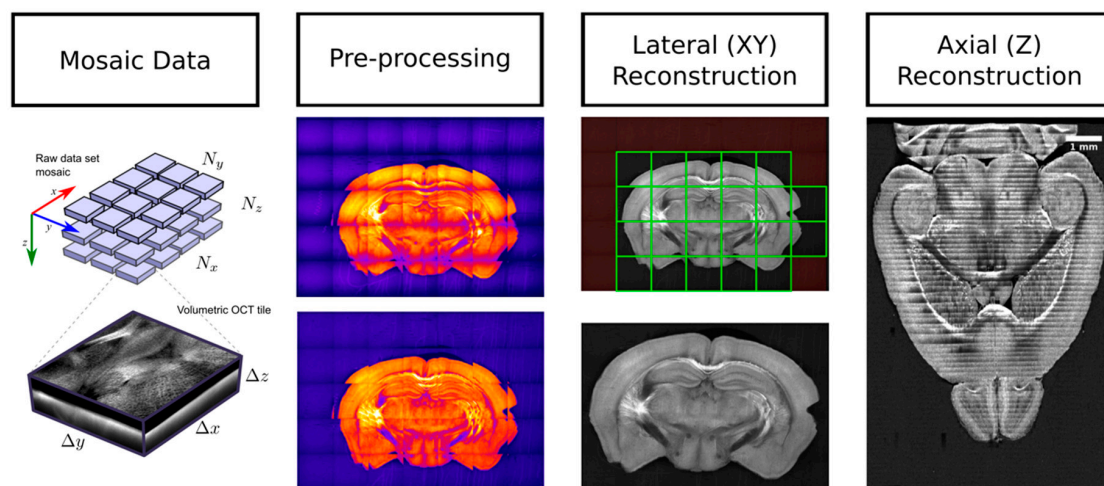 Mosaic Data
Pre-processing
Lateral (XY)
Reconstruction
Axial (Z)
Reconstruction
Raw data set
mosaic
x
y
z
N_y
N_z
N_x
Volumetric OCT tile
Δz
Δx
Δy
1 mm